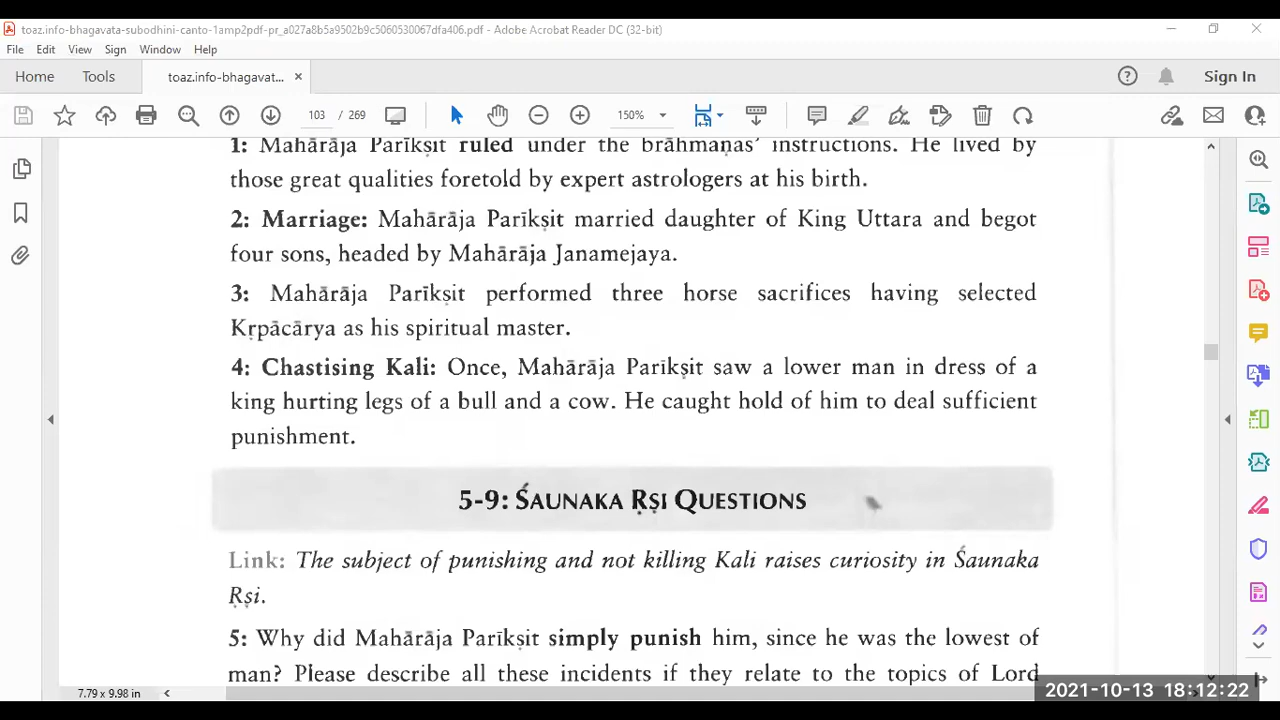 toaz.info-bhagavata-subodhini-canto-1amp2pdf-pr_a027a8b5a9502b9c5060530067dfa406.pdf - Adobe Acrobat Reader DC (32-bit)
File Edit View Sign Window Help
Home Tools toaz.info-bhagavat... × Sign In
103 / 269 150%
1: Mahārāja Parīkṣit ruled under the brāhmaṇas' instructions. He lived by
those great qualities foretold by expert astrologers at his birth.
2: Marriage: Mahārāja Parīkṣit married daughter of King Uttara and begot
four sons, headed by Mahārāja Janamejaya.
3: Mahārāja Parīkṣit performed three horse sacrifices having selected
Kṛpācārya as his spiritual master.
4: Chastising Kali: Once, Mahārāja Parīkṣit saw a lower man in dress of a
king hurting legs of a bull and a cow. He caught hold of him to deal sufficient
punishment.
5-9: Śaunaka Ṛṣi Questions
Link: The subject of punishing and not killing Kali raises curiosity in Śaunaka
Ṛṣi.
5: Why did Mahārāja Parīkṣit simply punish him, since he was the lowest of
man? Please describe all these incidents if they relate to the topics of Lord
7.79 x 9.98 in
2021-10-13 18:12:22